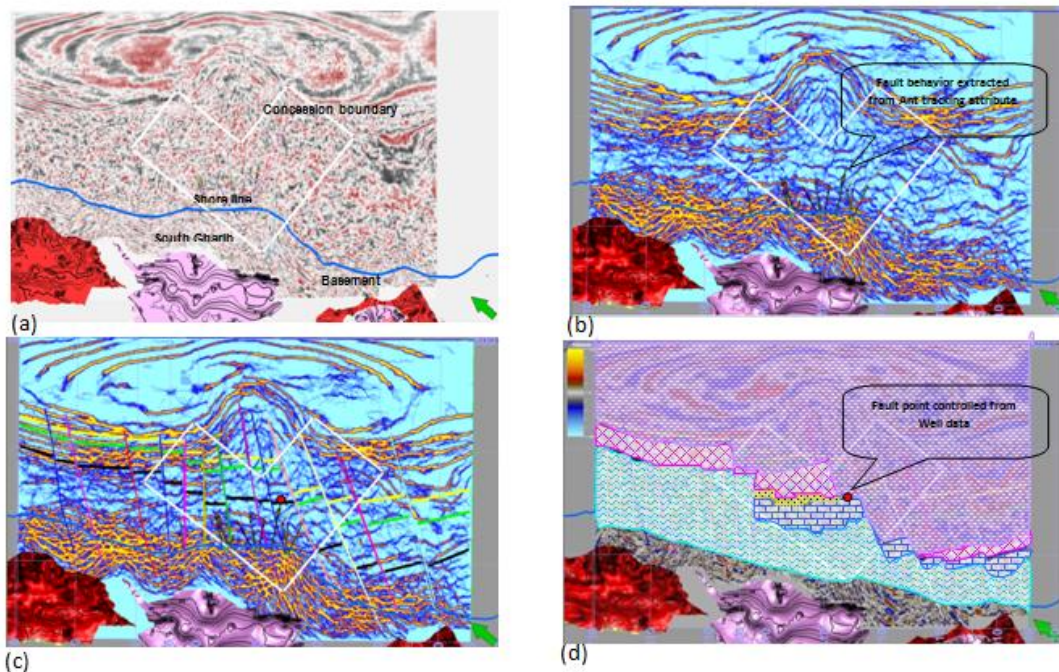 Concession boundary
Shore line
South Gharib
Basement
(a)
Fault behavior extracted
from Ant tracking attribute
(b)
(c)
Fault point controlled from
Well data
(d)